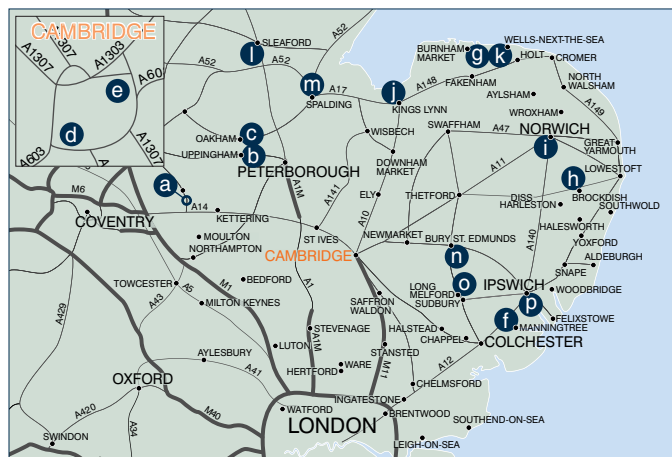 CAMBRIDGE
A1307
A1307
A1303
A60
e
d
A603
A1307
A52
A52
A52
SLEAFORD
l
m
A17
SPALDING
BURNHAM
MARKET
g
k
WELLS-NEXT-THE-SEA
HOLT
CROMER
j
A148
FAKENHAM
KINGS LYNN
NORTH
WALSHAM
AYLSHAM
WROXHAM
A149
c
OAKHAM
b
UPPINGHAM
PETERBOROUGH
WISBECH
SWAFFHAM
A47
NORWICH
i
GREAT
YARMOUTH
DOWNHAM
MARKET
A11
LOWESTOFT
a
M6
A14
COVENTRY
KETTERING
A1M
A141
ELY
A10
THETFORD
DISS
h
HARLESTON
BROCKDISH
SOUTHWOLD
MOULTON
NORTHAMPTON
ST IVES
NEWMARKET
BURY ST. EDMUNDS
A140
HALESWORTH
YOXFORD
CAMBRIDGE
n
ALDEBURGH
SNAPE
TOWCESTER
M1
BEDFORD
A1
o
LONG
MELFORD
SUDBURY
IPSWICH
WOODBRIDGE
A43
A5
MILTON KEYNES
SAFFRON
WALDON
p
f
FELIXSTOWE
MANNINGTREE
A429
STEVENAGE
HALSTEAD
CHAPPEL
COLCHESTER
LUTON
A1M
STANSTED
AYLESBURY
WARE
HERTFORD
M11
A12
OXFORD
A41
CHELMSFORD
A420
M40
WATFORD
INGATESTONE
BRENTWOOD
LONDON
SWINDON
A34
SOUTHEND-ON-SEA
LEIGH-ON-SEA